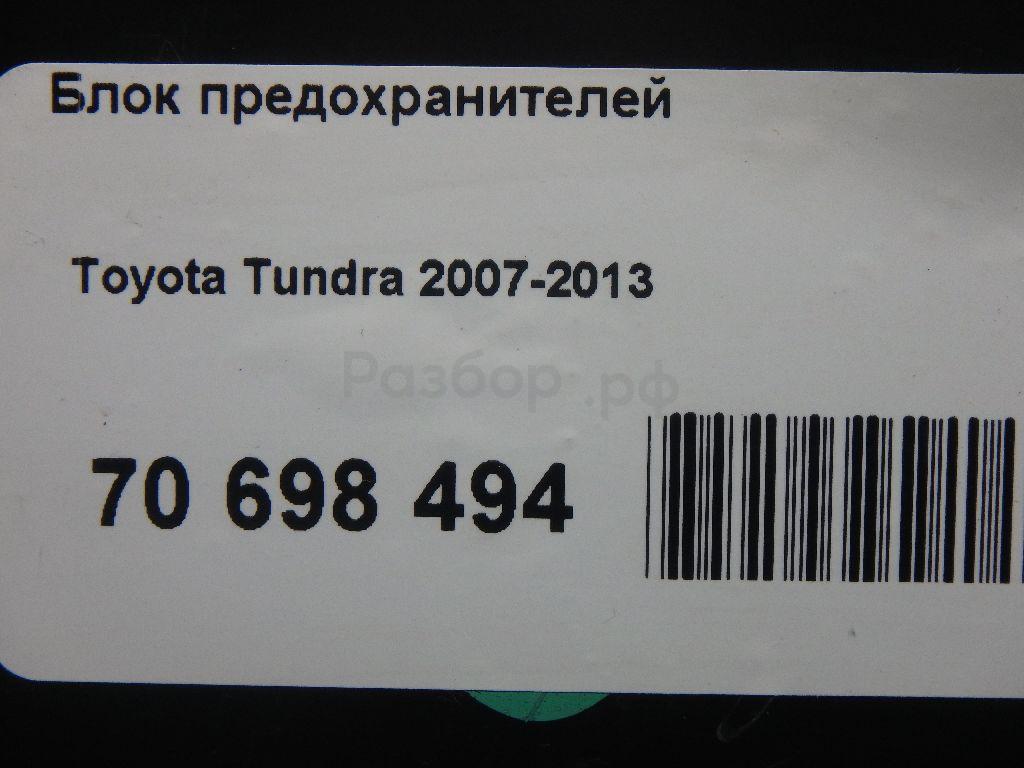 Блок предохранителей
Toyota Tundra 2007-2013
Разбор.рф
70 698 494